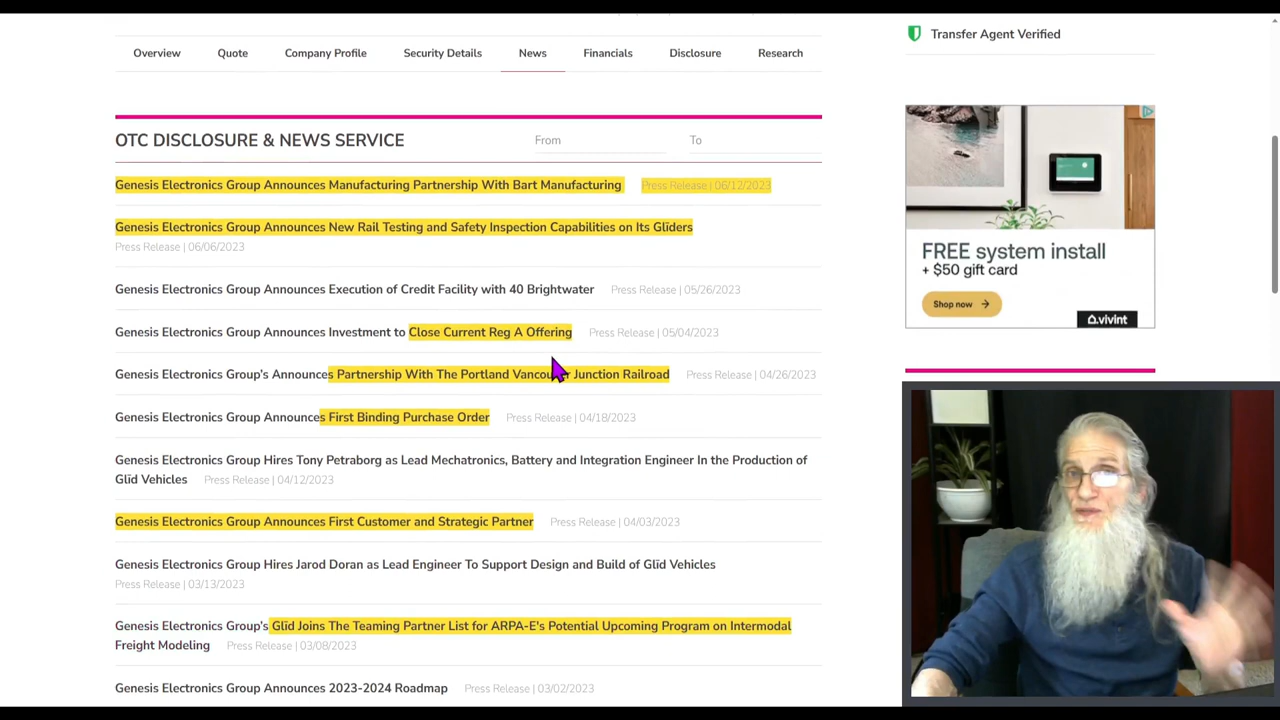 Overview Quote Company Profile Security Details News Financials Disclosure Research
Transfer Agent Verified
OTC DISCLOSURE & NEWS SERVICE From To
Genesis Electronics Group Announces Manufacturing Partnership With Bart Manufacturing Press Release | 06/12/2023
Genesis Electronics Group Announces New Rail Testing and Safety Inspection Capabilities on Its Glīders
Press Release | 06/06/2023
Genesis Electronics Group Announces Execution of Credit Facility with 40 Brightwater Press Release | 05/26/2023
Genesis Electronics Group Announces Investment to Close Current Reg A Offering Press Release | 05/04/2023
Genesis Electronics Group's Announces Partnership With The Portland Vancouver Junction Railroad Press Release | 04/26/2023
Genesis Electronics Group Announces First Binding Purchase Order Press Release | 04/18/2023
Genesis Electronics Group Hires Tony Petraborg as Lead Mechatronics, Battery and Integration Engineer In the Production of
Glīd Vehicles Press Release | 04/12/2023
Genesis Electronics Group Announces First Customer and Strategic Partner Press Release | 04/03/2023
Genesis Electronics Group Hires Jarod Doran as Lead Engineer To Support Design and Build of Glīd Vehicles
Press Release | 03/13/2023
Genesis Electronics Group's Glīd Joins The Teaming Partner List for ARPA-E's Potential Upcoming Program on Intermodal
Freight Modeling Press Release | 03/08/2023
Genesis Electronics Group Announces 2023-2024 Roadmap Press Release | 03/02/2023
FREE system install
+ $50 gift card
Shop now
vivint